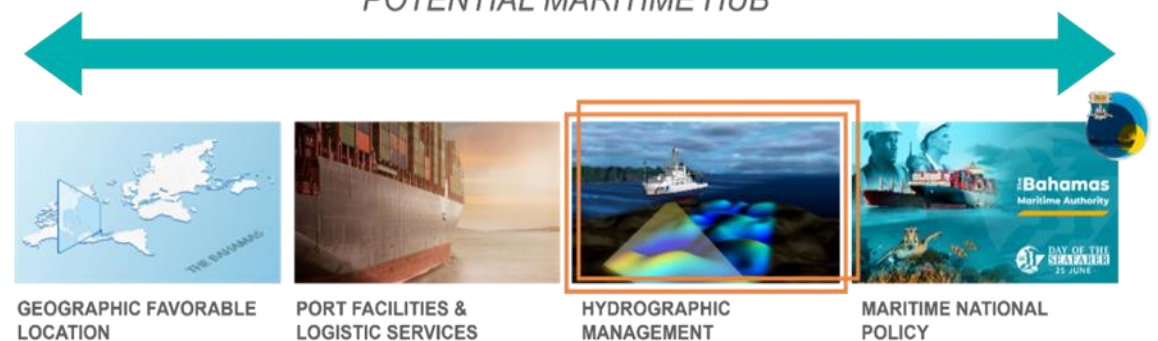 POTENTIAL MARITIME HUB
THE BAHAMAS
The Bahamas
Maritime Authority
DAY OF THE
SEAFARER
25 JUNE
GEOGRAPHIC FAVORABLE
LOCATION
PORT FACILITIES &
LOGISTIC SERVICES
HYDROGRAPHIC
MANAGEMENT
MARITIME NATIONAL
POLICY